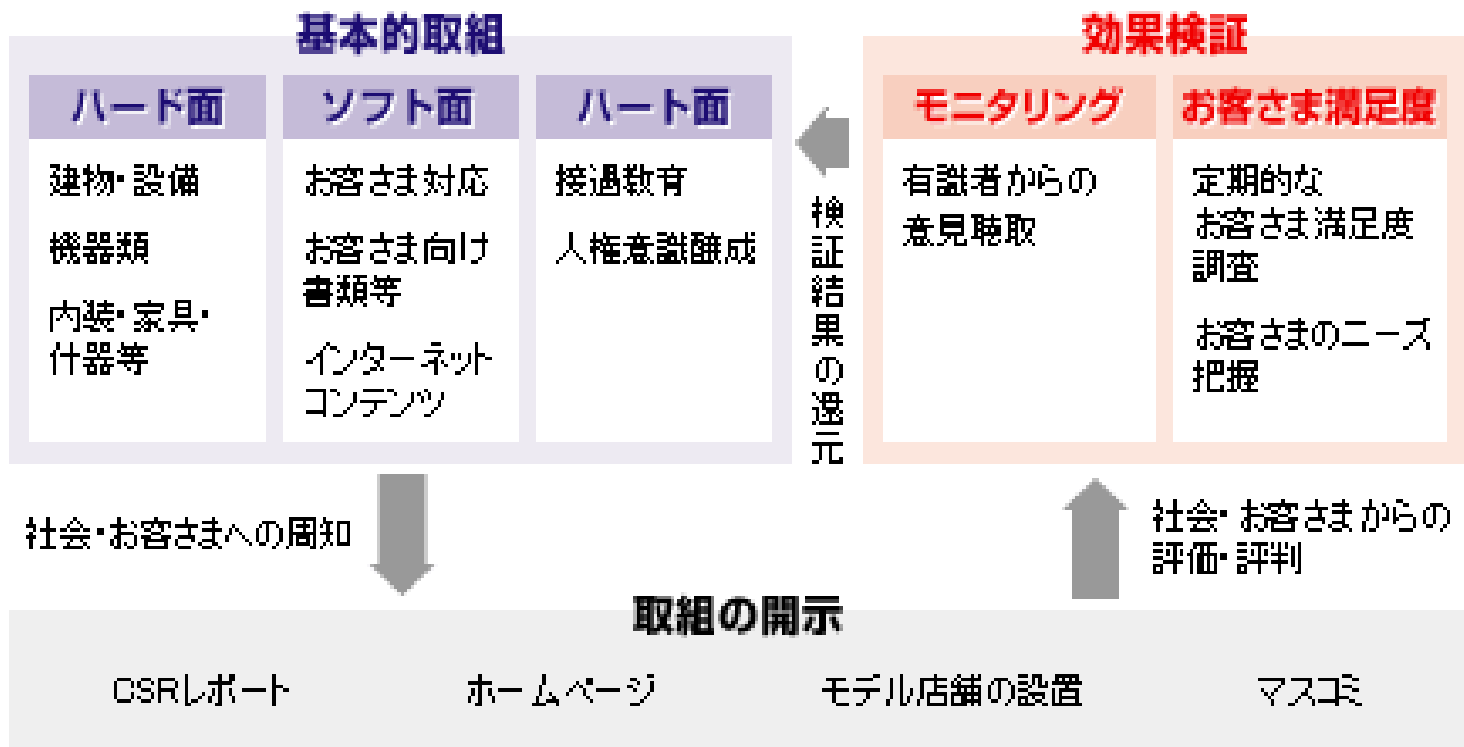 基本的取組
ハード面
建物・設備
機器類
内装・家具・
什器等
ソフト面
お客さま対応
お客さま向け
書類等
インターネット
コンテンツ
ハート面
接遇教育
人権意識醸成
検証結果の還元
効果検証
モニタリング
有識者からの
意見聴取
お客さま満足度
定期的な
お客さま満足度
調査
お客さまのニーズ
把握
社会・お客さまへの周知
社会・お客さまからの
評価・評判
取組の開示
CSRレポート
ホームページ
モデル店舗の設置
マスコミ